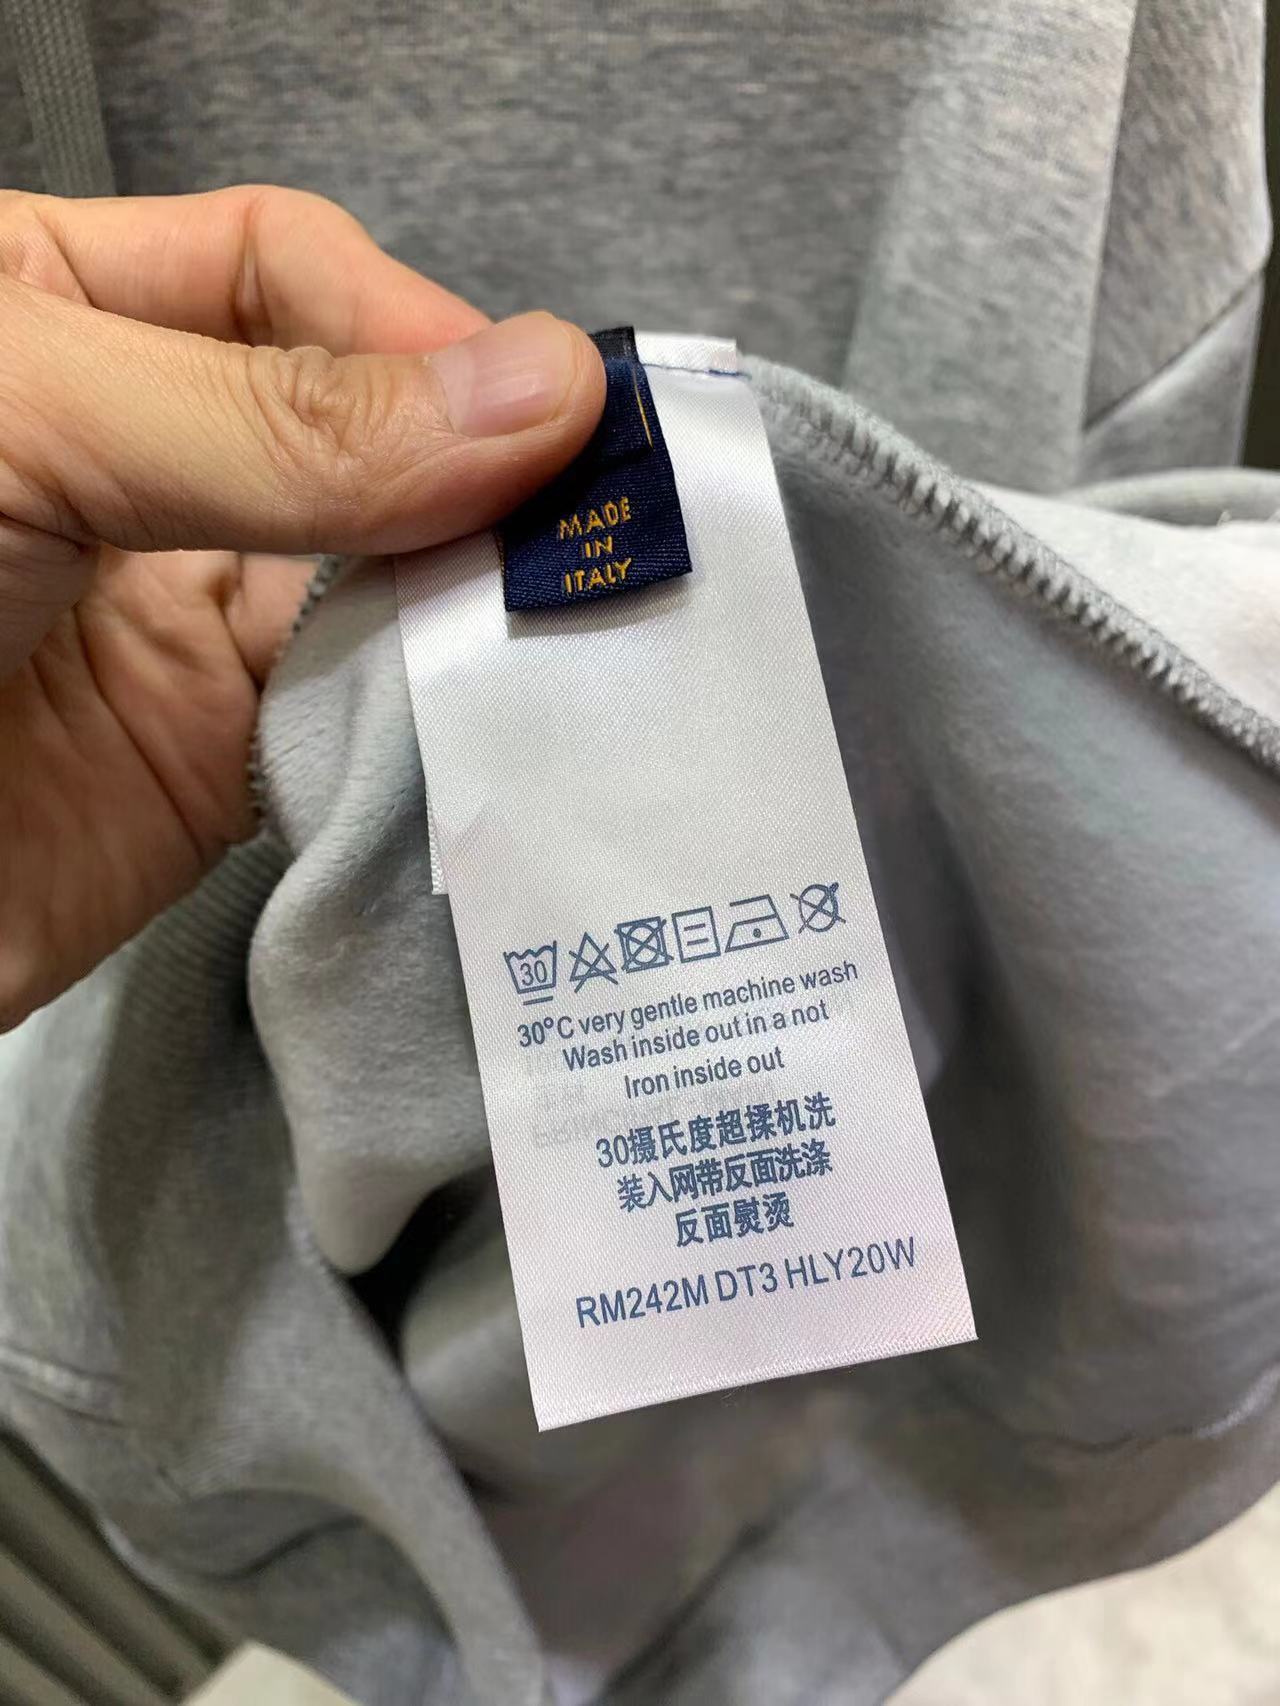 MADE
IN
ITALY
30
30°C very gentle machine wash
Wash inside out in a not
Iron inside out
30摄氏度超揉机洗
装入网带反面洗涤
反面熨烫
RM242M DT3 HLY20W